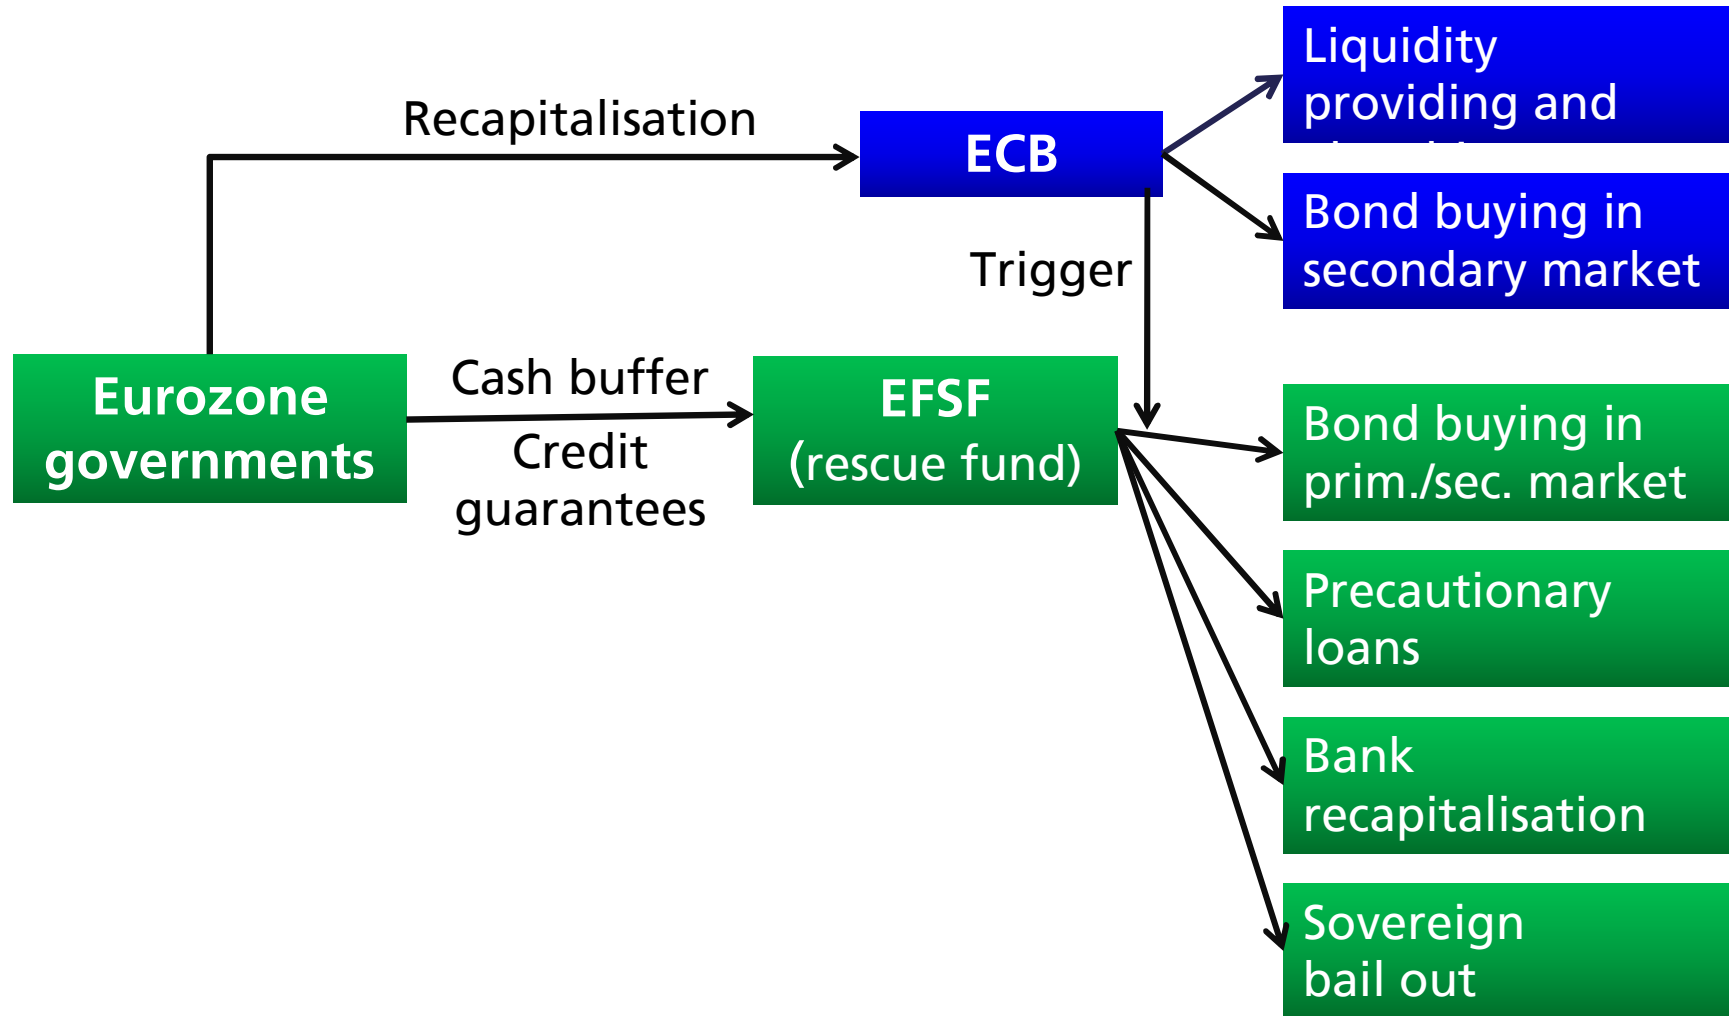 Recapitalisation
ECB
Trigger
Eurozone
governments
Cash buffer
Credit
guarantees
EFSF
(rescue fund)
Liquidity
providing and
Bond buying in
secondary market
Bond buying in
prim./sec. market
Precautionary
loans
Bank
recapitalisation
Sovereign
bail out